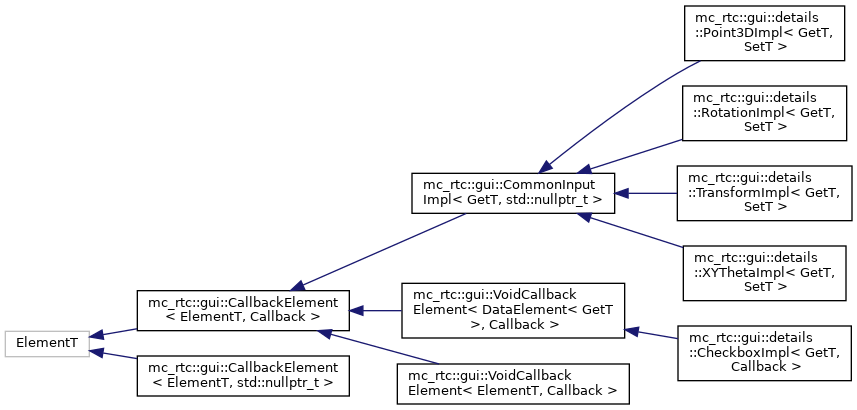 mc_rtc::gui::details
::Point3DImpl< GetT,
SetT >
mc_rtc::gui::details
::RotationImpl< GetT,
SetT >
mc_rtc::gui::CommonInput
Impl< GetT, std::nullptr_t >
mc_rtc::gui::details
::TransformImpl< GetT,
SetT >
mc_rtc::gui::details
::XYThetaImpl< GetT,
SetT >
mc_rtc::gui::CallbackElement
< ElementT, Callback >
mc_rtc::gui::VoidCallback
Element< DataElement< GetT
>, Callback >
ElementT
mc_rtc::gui::details
::CheckboxImpl< GetT,
Callback >
mc_rtc::gui::CallbackElement
< ElementT, std::nullptr_t >
mc_rtc::gui::VoidCallback
Element< ElementT, Callback >